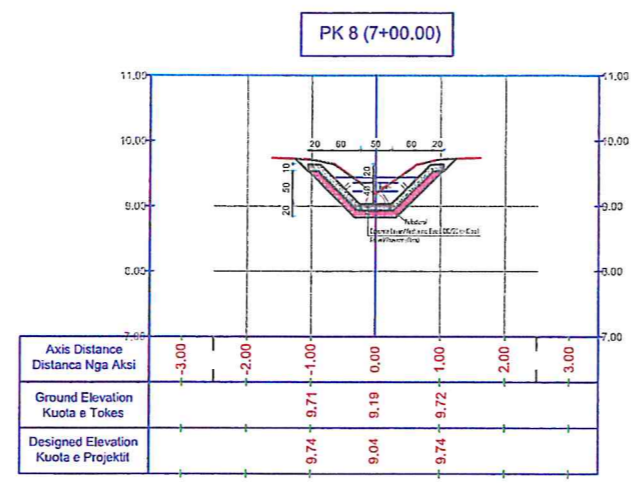 PK 8 (7+00.00)
11.00 11.00
10.00 10.00
20 60 50 60 20
10
50
20
20
40
9.00 9.00
8.00 8.00
7.00 7.00
Axis Distance
Distanca Nga Aksi
-3.00 -2.00 -1.00 0.00 1.00 2.00 3.00
Ground Elevation
Kuota e Tokes
9.71 9.19 9.72
Designed Elevation
Kuota e Projektit
9.74 9.04 9.74